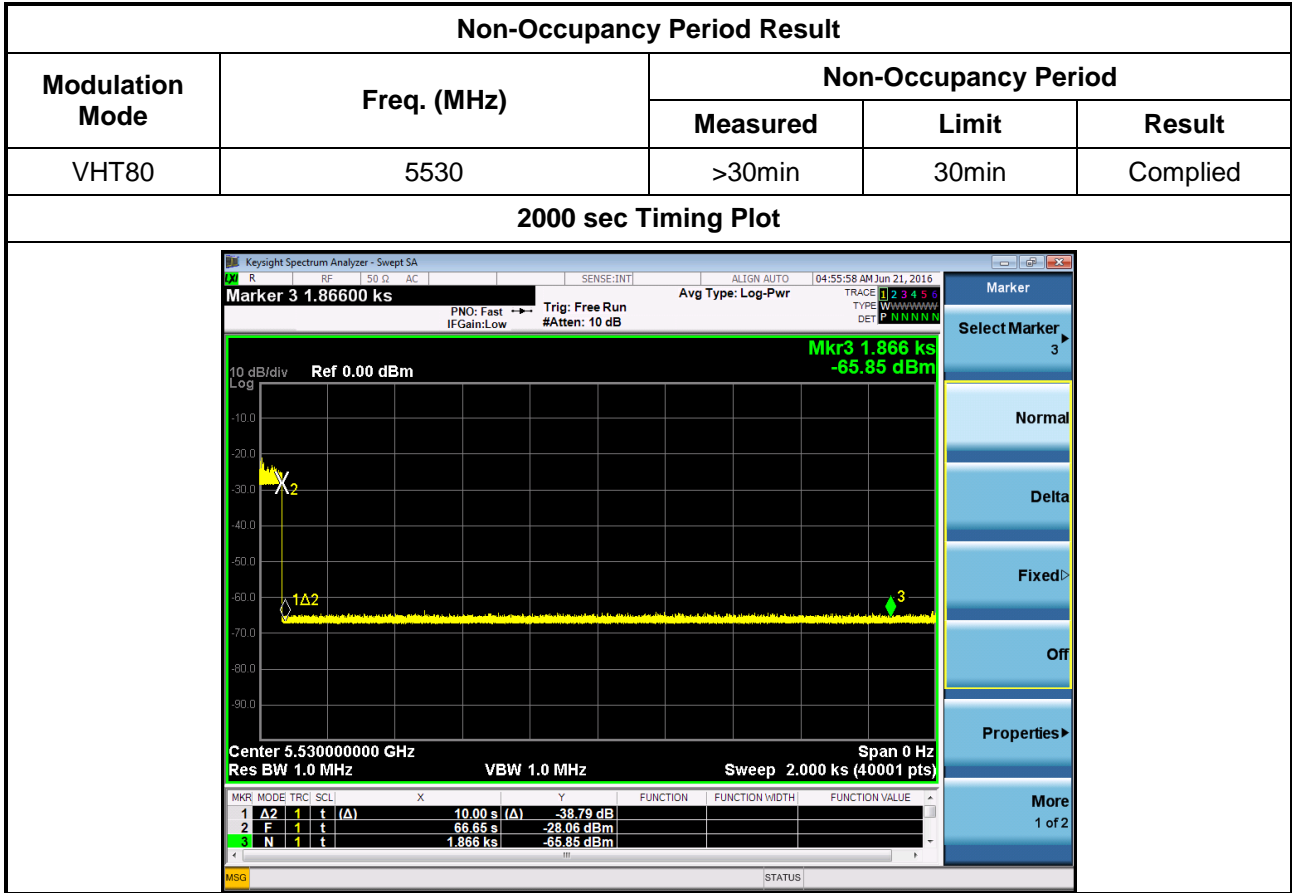 Non-Occupancy Period Result
Modulation Mode
Freq. (MHz)
Non-Occupancy Period
Measured
Limit
Result
VHT80
5530
>30min
30min
Complied
2000 sec Timing Plot
Keysight Spectrum Analyzer - Swept SA
LXI R RF 50 Ω AC SENSE:INT ALIGN AUTO 04:55:58 AM Jun 21, 2016
Marker 3 1.86600 ks
PNO: Fast
IFGain:Low
Trig: Free Run
#Atten: 10 dB
Avg Type: Log-Pwr
TRACE 1 2 3 4 5 6
TYPE WWWWWW
DET P N N N N N
Mkr3 1.866 ks
-65.85 dBm
10 dB/div Ref 0.00 dBm
Log
-10.0
-20.0
-30.0
-40.0
-50.0
-60.0
-70.0
-80.0
-90.0
X2
1Δ2
3
Center 5.530000000 GHz Span 0 Hz
Res BW 1.0 MHz VBW 1.0 MHz Sweep 2.000 ks (40001 pts)
MKR MODE TRC SCL X Y FUNCTION FUNCTION WIDTH FUNCTION VALUE
1 Δ2 1 t (Δ) 10.00 s (Δ) -38.79 dB
2 F 1 t 66.65 s -28.06 dBm
3 N 1 t 1.866 ks -65.85 dBm
MSG STATUS
Marker
Select Marker
3
Normal
Delta
Fixed
Off
Properties
More
1 of 2